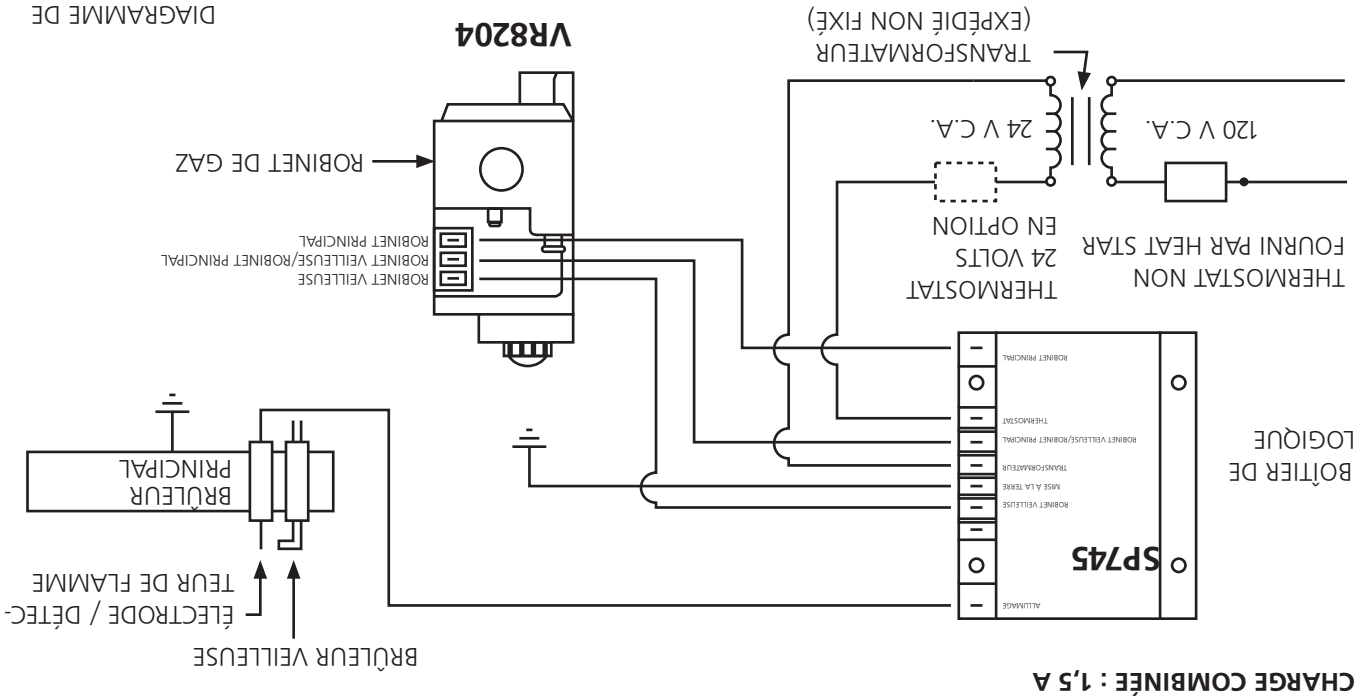 CHARGE COMBINÉE : 1,5 A
BRÛLEUR VEILLEUSE
ÉLECTRODE / DÉTEC-
TEUR DE FLAMME
BRÛLEUR
PRINCIPAL
BOÎTIER DE
LOGIQUE
SP745
ALLUMAGE
ROBINET VEILLEUSE
MISE À LA TERRE
TRANSFORMATEUR
ROBINET VEILLEUSE/ROBINET PRINCIPAL
THERMOSTAT
ROBINET PRINCIPAL
THERMOSTAT NON
FOURNI PAR HEAT STAR
THERMOSTAT
24 VOLTS
EN OPTION
120 V C.A.
24 V C.A.
TRANSFORMATEUR
(EXPÉDIÉ NON FIXÉ)
ROBINET VEILLEUSE
ROBINET VEILLEUSE/ROBINET PRINCIPAL
ROBINET PRINCIPAL
ROBINET DE GAZ
VR8204
DIAGRAMME DE